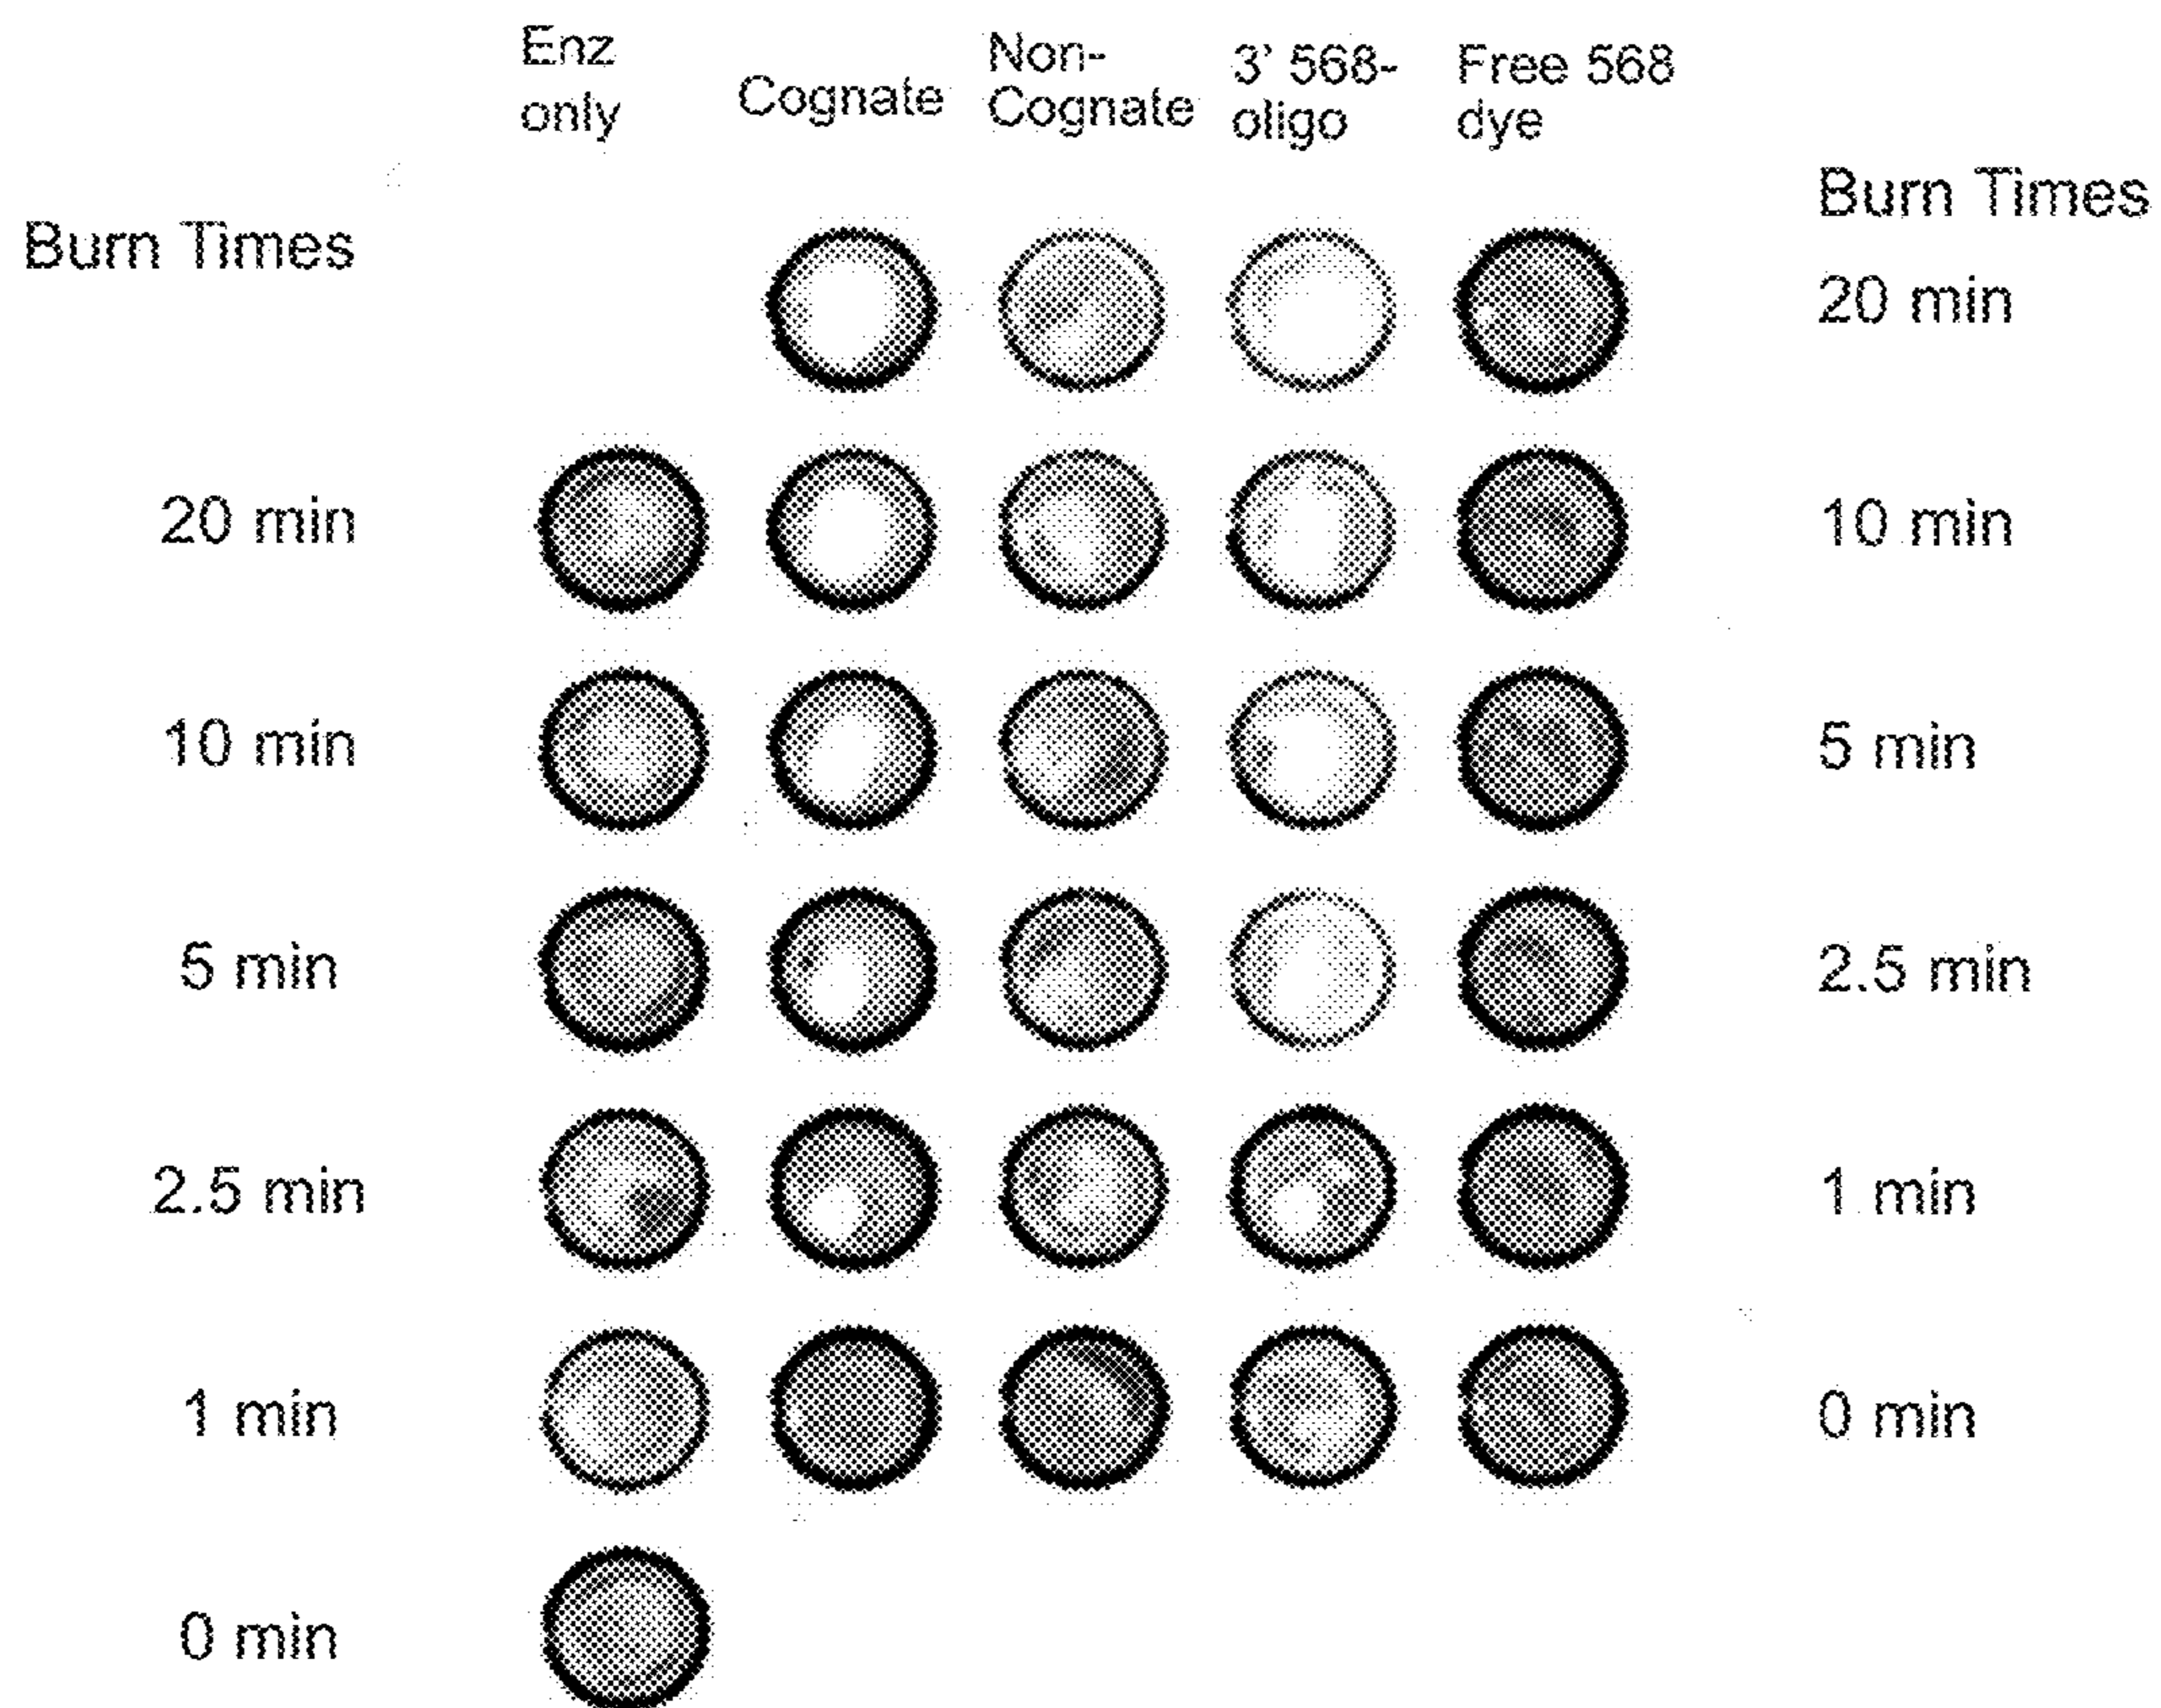 Enz
only
Cognate
Non-
Cognate
3' 568-
oligo
Free 568
dye
Burn Times
Burn Times
20 min
20 min
10 min
10 min
5 min
5 min
2.5 min
2.5 min
1 min
1 min
0 min
0 min